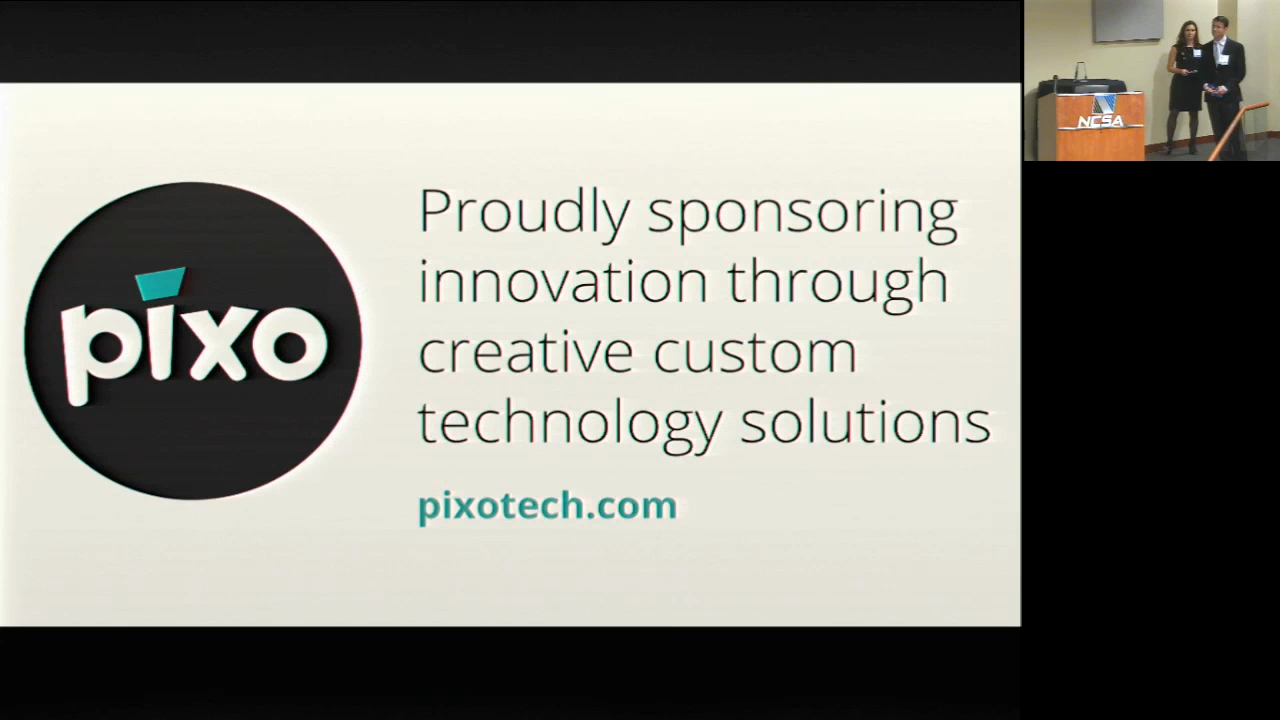 pixo
Proudly sponsoring
innovation through
creative custom
technology solutions
pixotech.com
NCSA